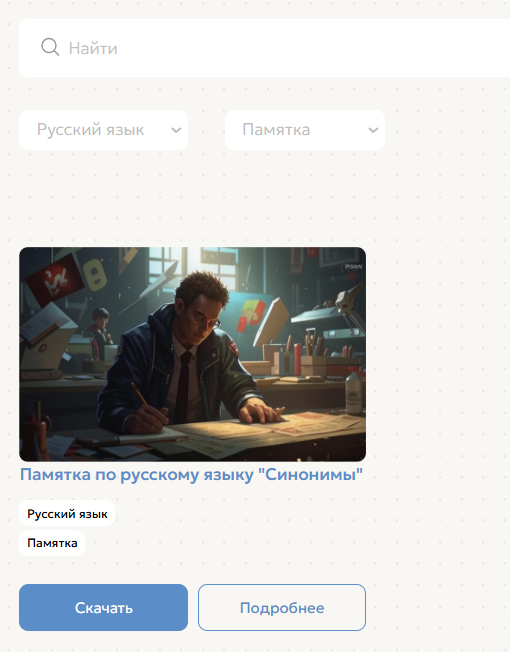 Найти
Русский язык
Памятка
Памятка по русскому языку "Синонимы"
Русский язык
Памятка
Скачать
Подробнее